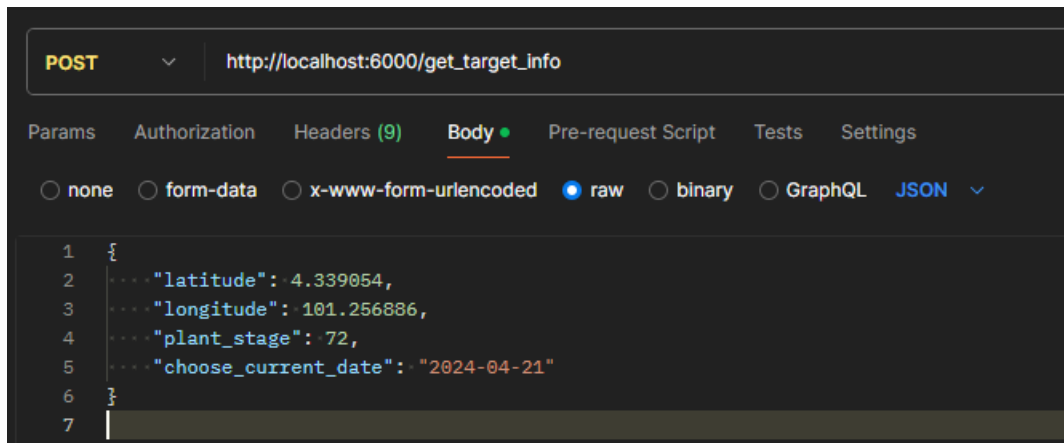 POST http://localhost:6000/get_target_info
Params Authorization Headers (9) Body Pre-request Script Tests Settings
none form-data x-www-form-urlencoded raw binary GraphQL JSON
1 {
2 "latitude": 4.339054,
3 "longitude": 101.256886,
4 "plant_stage": 72,
5 "choose_current_date": "2024-04-21"
6 }
7